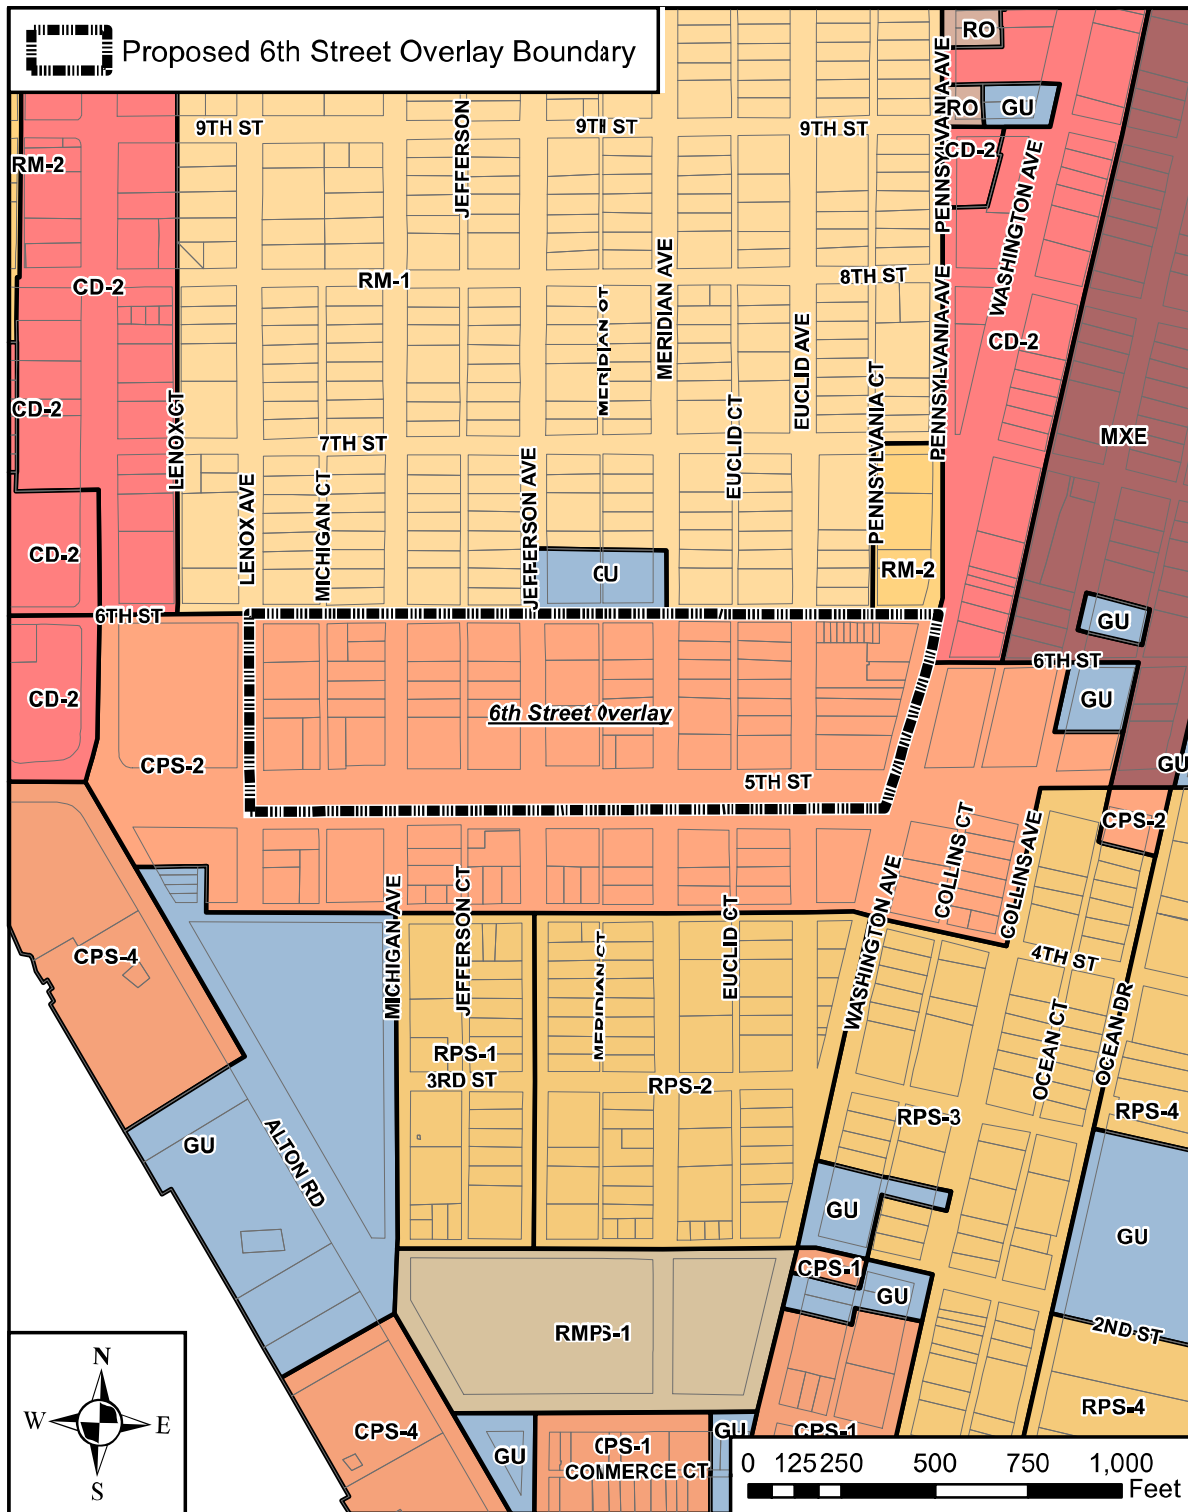 Proposed 6th Street Overlay Boundary
RO
PENNSYLVANIA AVE
RO
GU
JEFFERSON
9TH ST
9TH ST
9TH ST
CD-2
RM-2
WASHINGTON AVE
MERIDIAN AVE
8TH ST
RM-1
CD-2
MERIDIAN CT
EUCLID AVE
PENNSYLVANIA AVE
CD-2
CD-2
LENOX CT
EUCLID CT
PENNSYLVANIA CT
MXE
7TH ST
JEFFERSON AVE
LENOX AVE
MICHIGAN CT
CD-2
GU
RM-2
6TH ST
GU
6TH ST
CD-2
GU
6th Street Overlay
CPS-2
5TH ST
GU
CPS-2
COLLINS CT
COLLINS AVE
WASHINGTON AVE
MICHIGAN AVE
JEFFERSON CT
EUCLID CT
MERIDIAN CT
CPS-4
4TH ST
OCEAN DR
OCEAN CT
RPS-1
3RD ST
RPS-2
RPS-3
RPS-4
GU
ALTON RD
GU
GU
CPS-1
GU
RMPS-1
2ND ST
RPS-4
N
W
E
S
CPS-4
GU
CPS-1
COMMERCE CT
GU
CPS-1
0 125 250 500 750 1,000
Feet